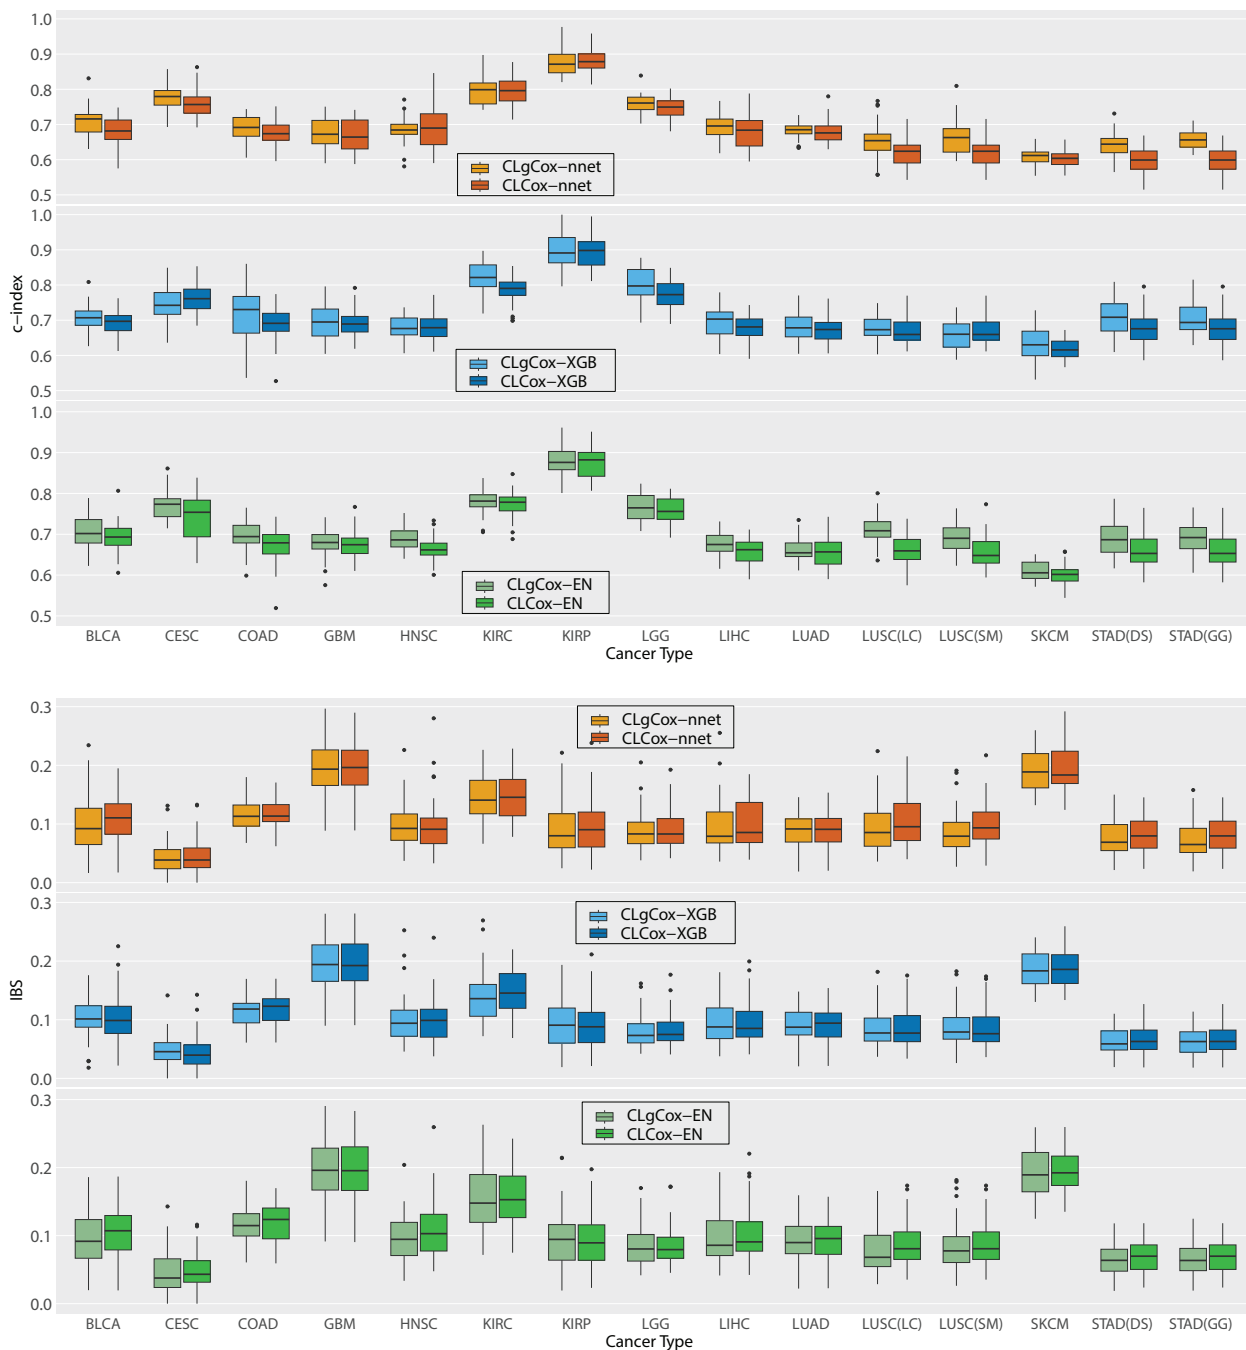 1.0
0.9
0.8
0.7
0.6
0.5
CLgCox−nnet
CLCox−nnet
1.0
0.9
0.8
0.7
0.6
0.5
c−index
CLgCox−XGB
CLCox−XGB
1.0
0.9
0.8
0.7
0.6
0.5
CLgCox−EN
CLCox−EN
BLCA CESC COAD GBM HNSC KIRC KIRP LGG LIHC LUAD LUSC(LC) LUSC(SM) SKCM STAD(DS) STAD(GG)
Cancer Type
0.3
0.2
0.1
0.0
CLgCox−nnet
CLCox−nnet
0.3
0.2
0.1
0.0
IBS
CLgCox−XGB
CLCox−XGB
0.3
0.2
0.1
0.0
CLgCox−EN
CLCox−EN
BLCA CESC COAD GBM HNSC KIRC KIRP LGG LIHC LUAD LUSC(LC) LUSC(SM) SKCM STAD(DS) STAD(GG)
Cancer Type